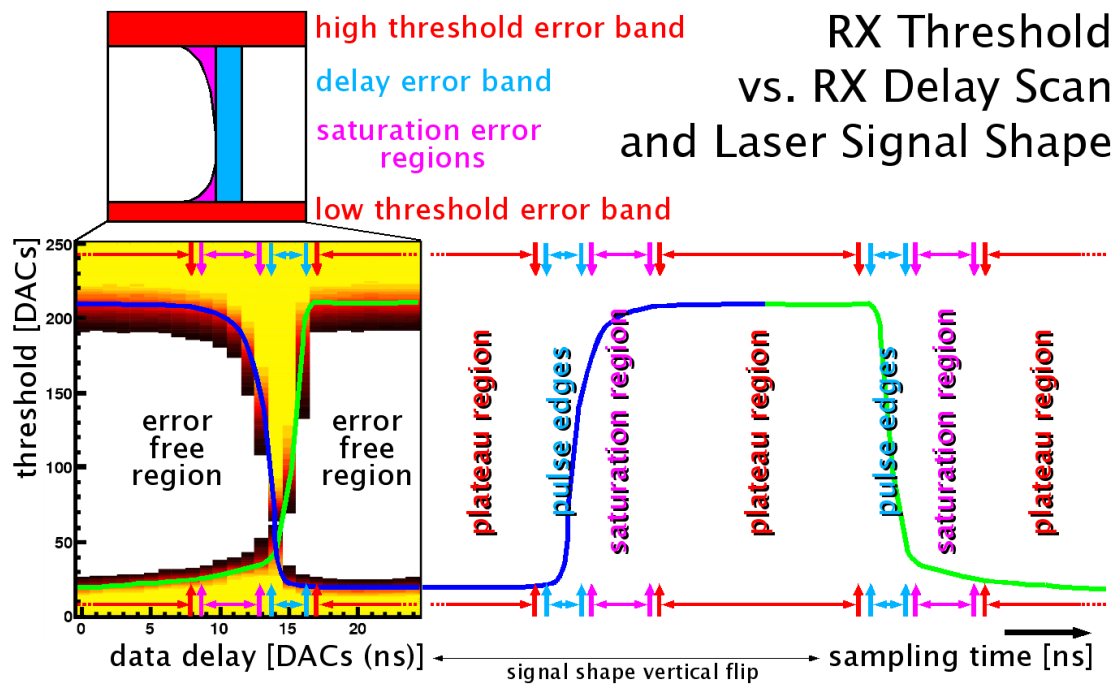 RX Threshold
vs. RX Delay Scan
and Laser Signal Shape
high threshold error band
delay error band
saturation error
regions
low threshold error band
threshold [DACs]
250
200
150
100
50
0
error
free
region
error
free
region
0
5
10
15
20
data delay [DACs (ns)]
plateau region
pulse edges
saturation region
plateau region
pulse edges
saturation region
plateau region
signal shape vertical flip
sampling time [ns]